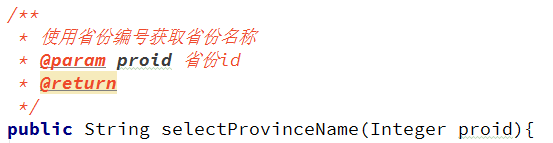 /**
* 使用省份编号获取省份名称
* @param proid 省份id
* @return
*/
public String selectProvinceName(Integer proid){